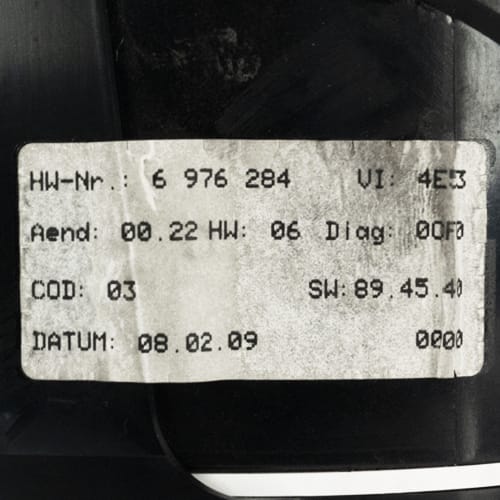 HW-Nr.: 6 976 284 VI: 4E3
Aend: 00.22 HW: 06 Diag: 0CF0
COD: 03 SW: 89.45.40
DATUM: 08.02.09 0000